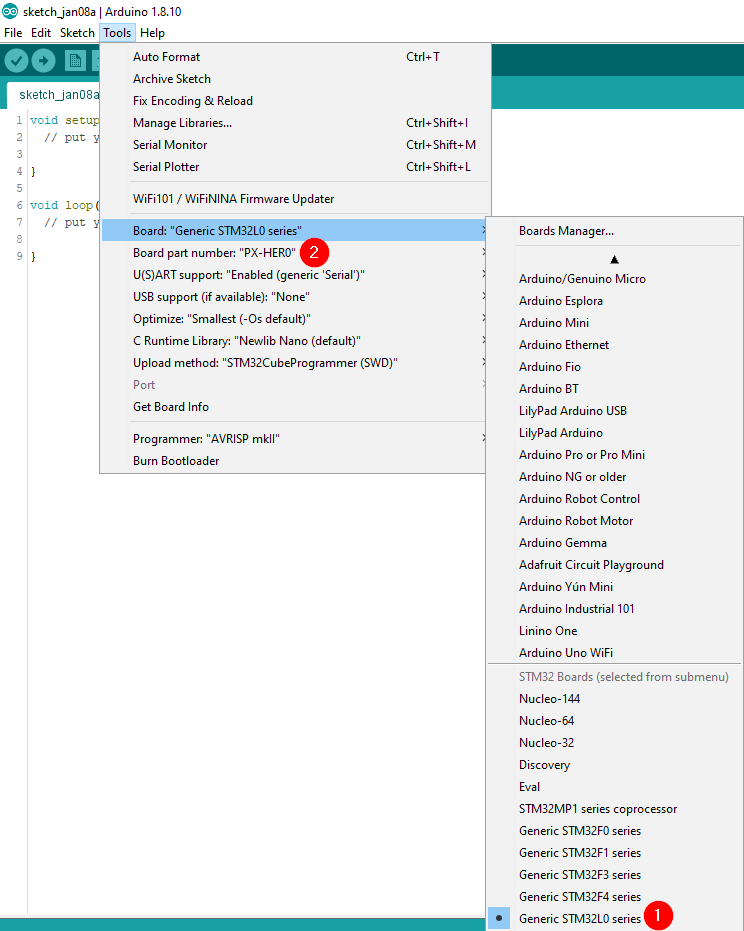 sketch_jan08a | Arduino 1.8.10
File Edit Sketch Tools Help
sketch_jan08a
1 void setup
2 // put y
3
4 }
5
6 void loop(
7 // put y
8
9 }
Auto Format Ctrl+T
Archive Sketch
Fix Encoding & Reload
Manage Libraries... Ctrl+Shift+I
Serial Monitor Ctrl+Shift+M
Serial Plotter Ctrl+Shift+L
WiFi101 / WiFiNINA Firmware Updater
Board: "Generic STM32L0 series"
Board part number: "PX-HER0" 2
U(S)ART support: "Enabled (generic 'Serial')"
USB support (if available): "None"
Optimize: "Smallest (-Os default)"
C Runtime Library: "Newlib Nano (default)"
Upload method: "STM32CubeProgrammer (SWD)"
Port
Get Board Info
Programmer: "AVRISP mkII"
Burn Bootloader
Boards Manager...
Arduino/Genuino Micro
Arduino Esplora
Arduino Mini
Arduino Ethernet
Arduino Fio
Arduino BT
LilyPad Arduino USB
LilyPad Arduino
Arduino Pro or Pro Mini
Arduino NG or older
Arduino Robot Control
Arduino Robot Motor
Arduino Gemma
Adafruit Circuit Playground
Arduino Yún Mini
Arduino Industrial 101
Linino One
Arduino Uno WiFi
STM32 Boards (selected from submenu)
Nucleo-144
Nucleo-64
Nucleo-32
Discovery
Eval
STM32MP1 series coprocessor
Generic STM32F0 series
Generic STM32F1 series
Generic STM32F3 series
Generic STM32F4 series
Generic STM32L0 series 1